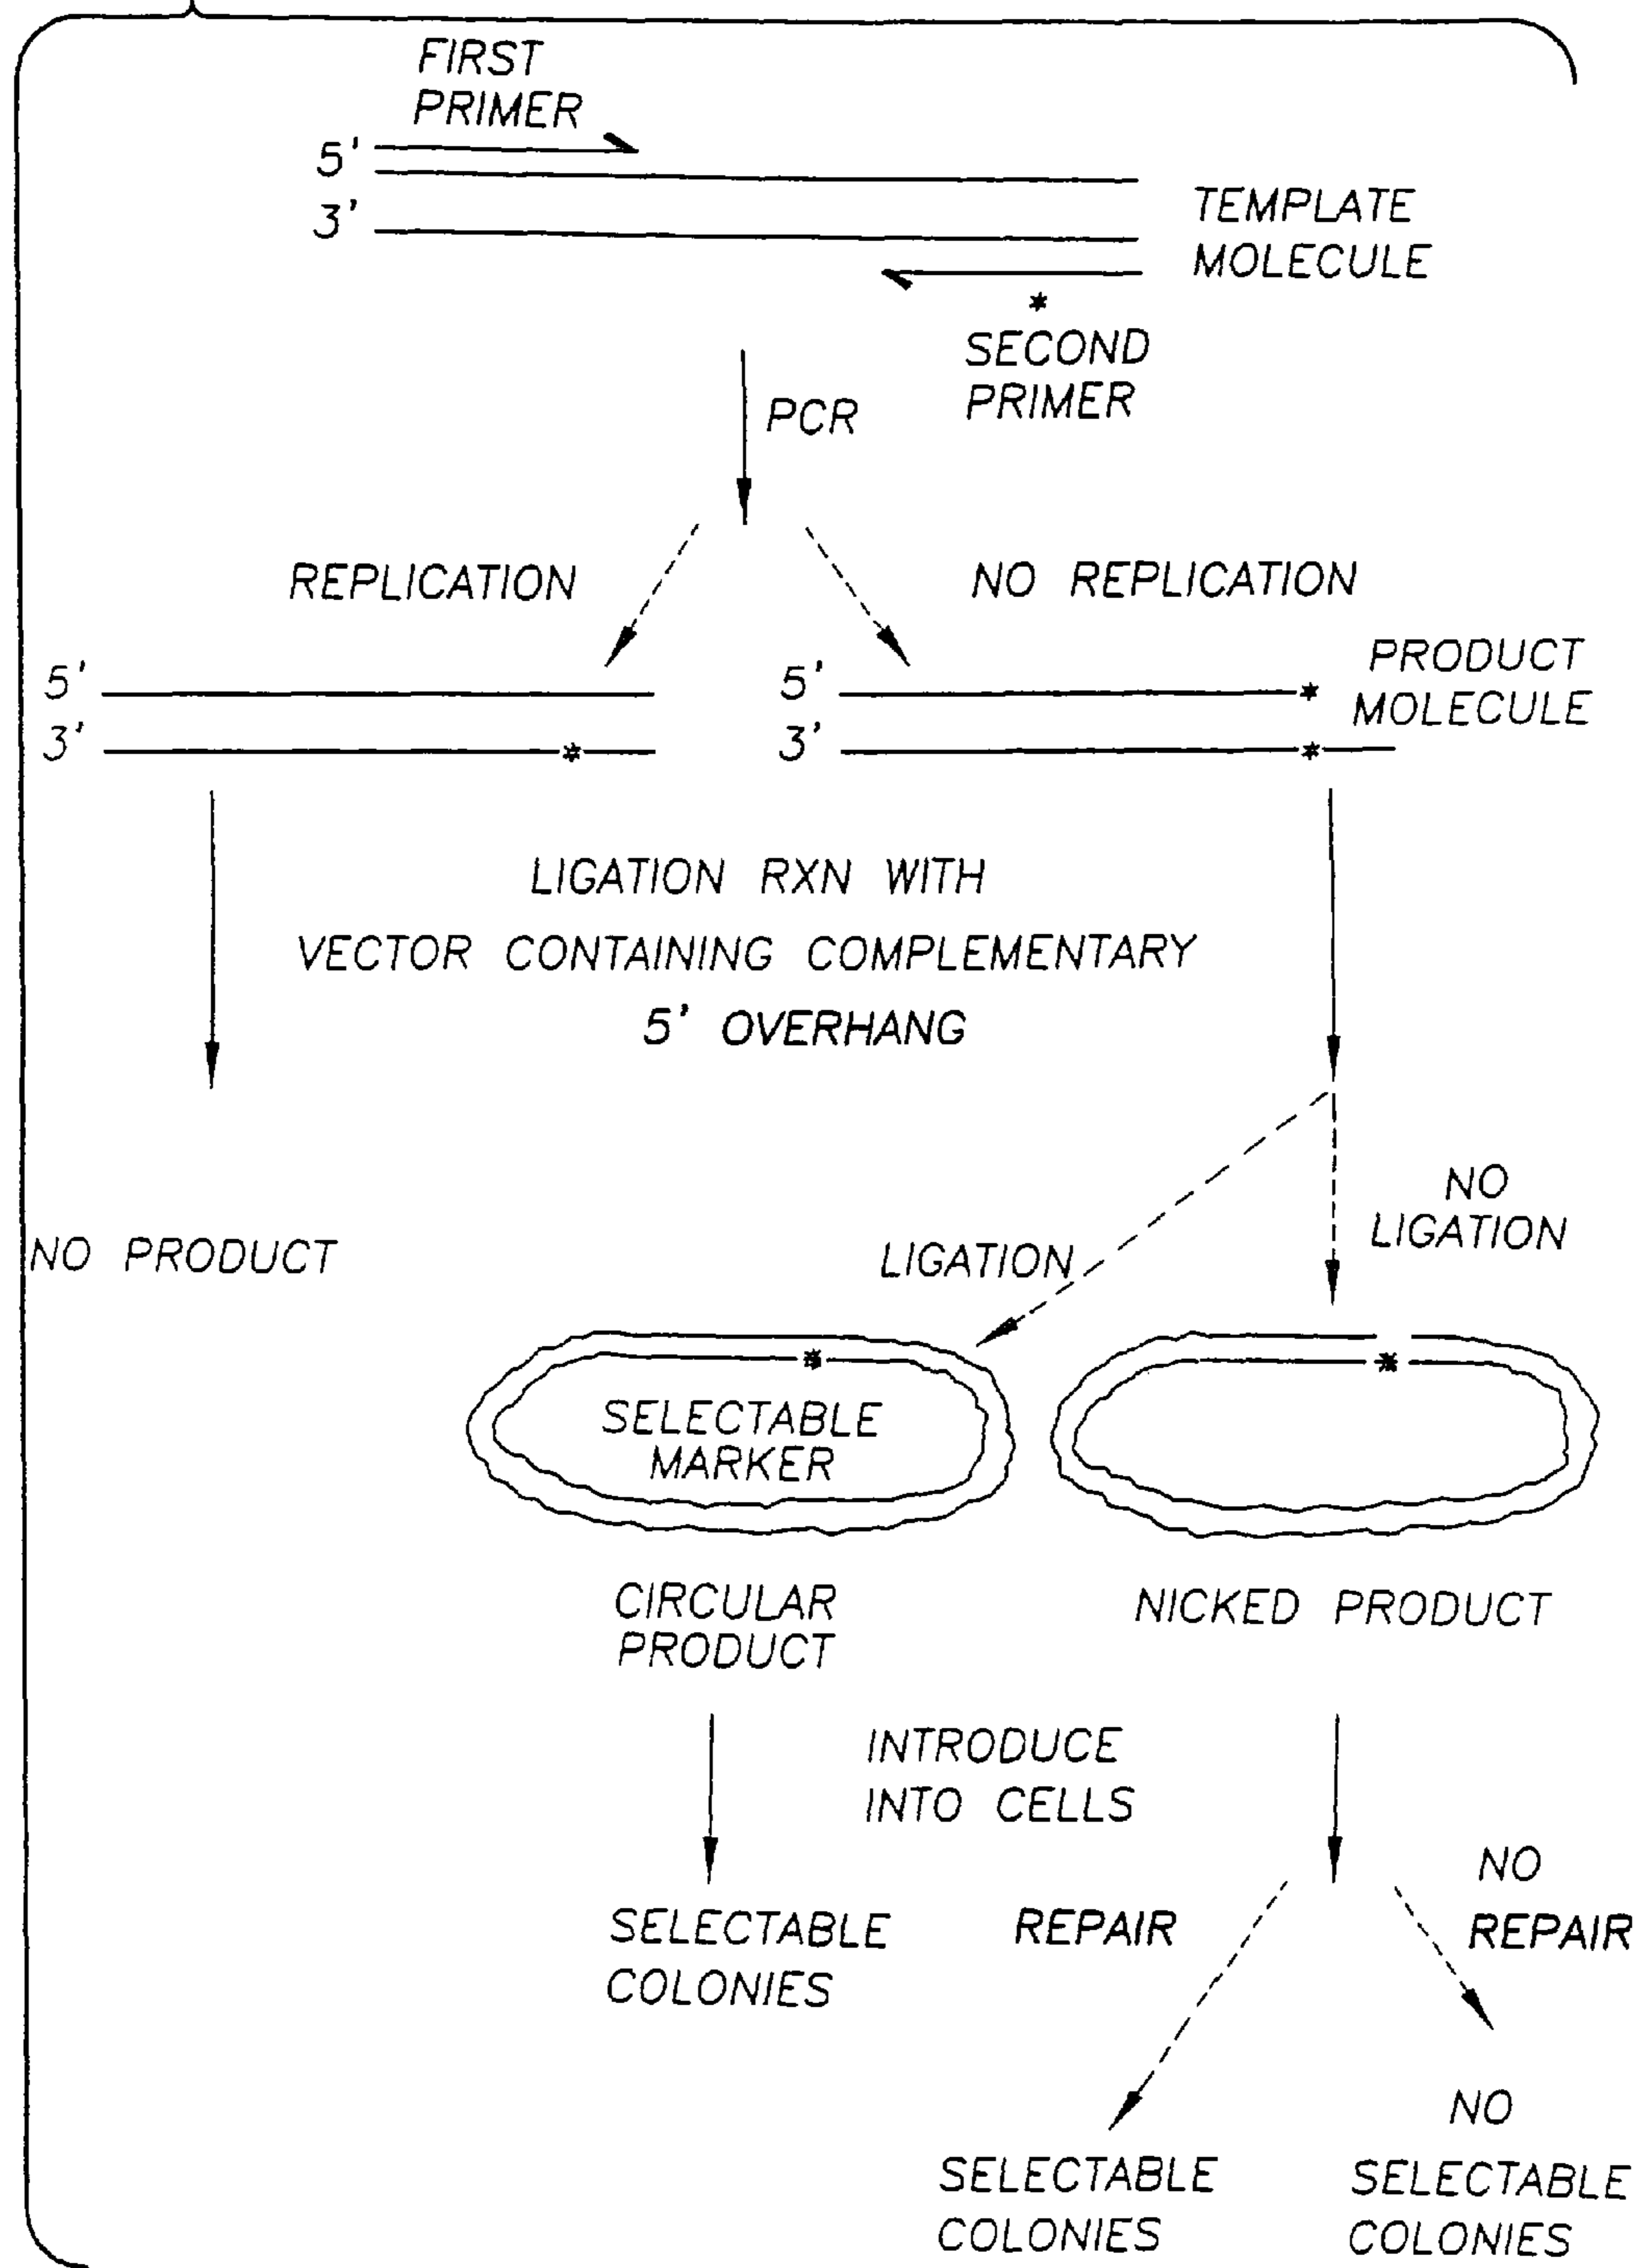 FIRST
PRIMER
5'
3'
TEMPLATE
MOLECULE
*
SECOND
PRIMER
PCR
REPLICATION
NO REPLICATION
5'
3'
*
5'
3'
*
*
PRODUCT
MOLECULE
LIGATION RXN WITH
VECTOR CONTAINING COMPLEMENTARY
5' OVERHANG
NO PRODUCT
LIGATION
NO
LIGATION
*
SELECTABLE
MARKER
*
CIRCULAR
PRODUCT
NICKED PRODUCT
INTRODUCE
INTO CELLS
SELECTABLE
COLONIES
REPAIR
NO
REPAIR
SELECTABLE
COLONIES
NO
SELECTABLE
COLONIES